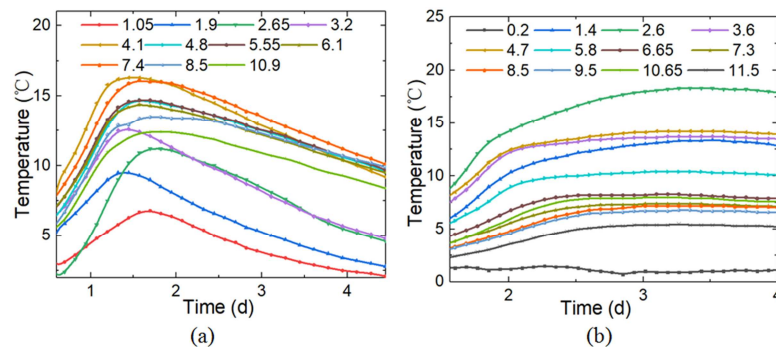 (a)
1.05 1.9 2.65 3.2
4.1 4.8 5.55 6.1
7.4 8.5 10.9
20
15
10
5
Temperature (℃)
1 2 3 4
Time (d)
(a)
(b)
0.2 1.4 2.6 3.6
4.7 5.8 6.65 7.3
8.5 9.5 10.65 11.5
25
20
15
10
5
0
Temperature (℃)
2 3 4
Time (d)
(b)